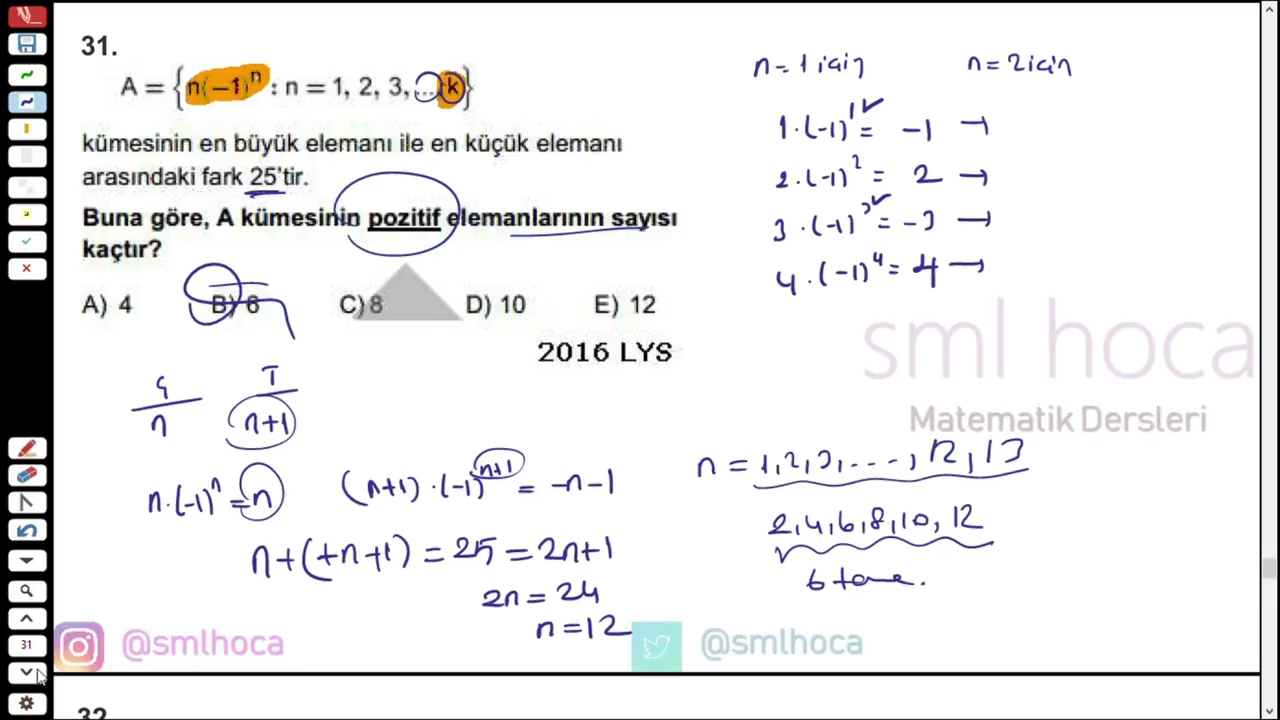 31.
A = {n(−1)ⁿ : n = 1, 2, 3, ... k}
kümesinin en büyük elemanı ile en küçük elemanı
arasındaki fark 25'tir.
Buna göre, A kümesinin pozitif elemanlarının sayısı
kaçtır?
A) 4 B) 6 C) 8 D) 10 E) 12
2016 LYS
n = 1 için n = 2 için
1·(-1)¹ = -1 →
2·(-1)² = 2 →
3·(-1)³ = -3 →
4·(-1)⁴ = 4 →
sml hoca
Matematik Dersleri
Ç T
n n+1
n·(-1)ⁿ = n (n+1)·(-1)ⁿ⁺¹ = -n-1
n+(+n+1) = 25 = 2n+1
2n = 24
n = 12
n = 1,2,3,..., 12, 13
2,4,6,8,10,12
6 tane.
@smlhoca @smlhoca
31
32